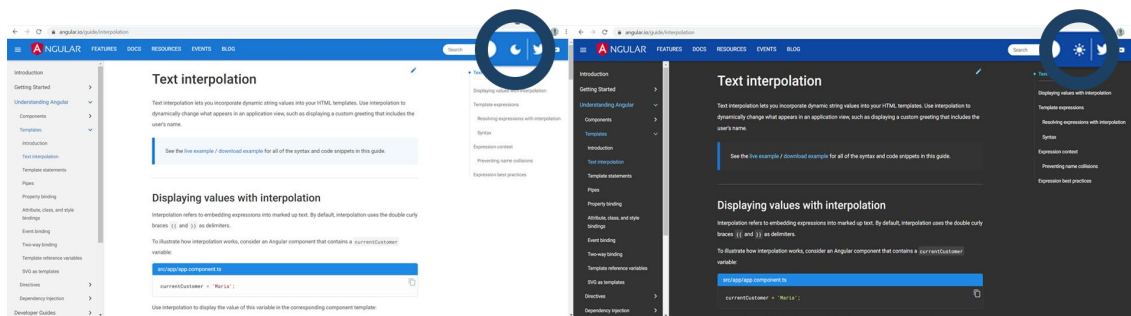 angular.io/guide/interpolation
ANGULAR FEATURES DOCS RESOURCES EVENTS BLOG
Search
Introduction
Getting Started
Understanding Angular
Components
Templates
Introduction
Text interpolation
Template statements
Pipes
Property binding
Attribute, class, and style
bindings
Event binding
Two-way binding
Template reference variables
SVG as templates
Directives
Dependency Injection
Developer Guides
Text interpolation
Text interpolation lets you incorporate dynamic string values into your HTML templates. Use interpolation to
dynamically change what appears in an application view, such as displaying a custom greeting that includes the
user's name.
See the live example / download example for all of the syntax and code snippets in this guide.
Displaying values with interpolation
Interpolation refers to embedding expressions into marked up text. By default, interpolation uses the double curly
braces {{ and }} as delimiters.
To illustrate how interpolation works, consider an Angular component that contains a currentCustomer
variable:
src/app/app.component.ts
currentCustomer = 'Maria';
Use interpolation to display the value of this variable in the corresponding component template:
Displaying values with interpolation
Template expressions
Resolving expressions with interpolation
Syntax
Expression context
Preventing name collisions
Expression best practices
angular.io/guide/interpolation
ANGULAR FEATURES DOCS RESOURCES EVENTS BLOG
Search
Introduction
Getting Started
Understanding Angular
Components
Templates
Introduction
Text interpolation
Template statements
Pipes
Property binding
Attribute, class, and style
bindings
Event binding
Two-way binding
Template reference variables
SVG as templates
Directives
Dependency Injection
Text interpolation
Text interpolation lets you incorporate dynamic string values into your HTML templates. Use interpolation to
dynamically change what appears in an application view, such as displaying a custom greeting that includes the
user's name.
See the live example / download example for all of the syntax and code snippets in this guide.
Displaying values with interpolation
Interpolation refers to embedding expressions into marked up text. By default, interpolation uses the double curly
braces {{ and }} as delimiters.
To illustrate how interpolation works, consider an Angular component that contains a currentCustomer
variable:
src/app/app.component.ts
currentCustomer = 'Maria';
Displaying values with interpolation
Template expressions
Resolving expressions with interpolation
Syntax
Expression context
Preventing name collisions
Expression best practices